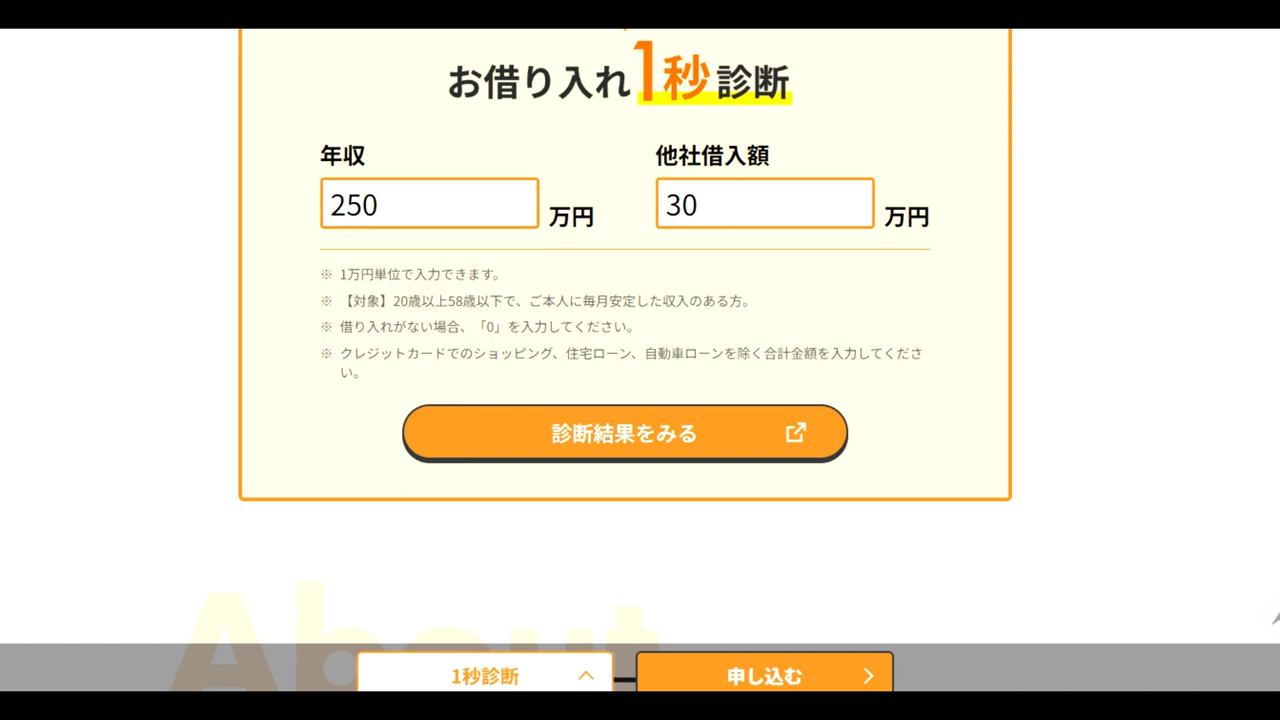 お借り入れ1秒診断
年収 他社借入額
250 万円 30 万円
※ 1万円単位で入力できます。
※ 【対象】20歳以上58歳以下で、ご本人に毎月安定した収入のある方。
※ 借り入れがない場合、「0」を入力してください。
※ クレジットカードでのショッピング、住宅ローン、自動車ローンを除く合計金額を入力してくださ
い。
診断結果をみる
About
1秒診断 申し込む